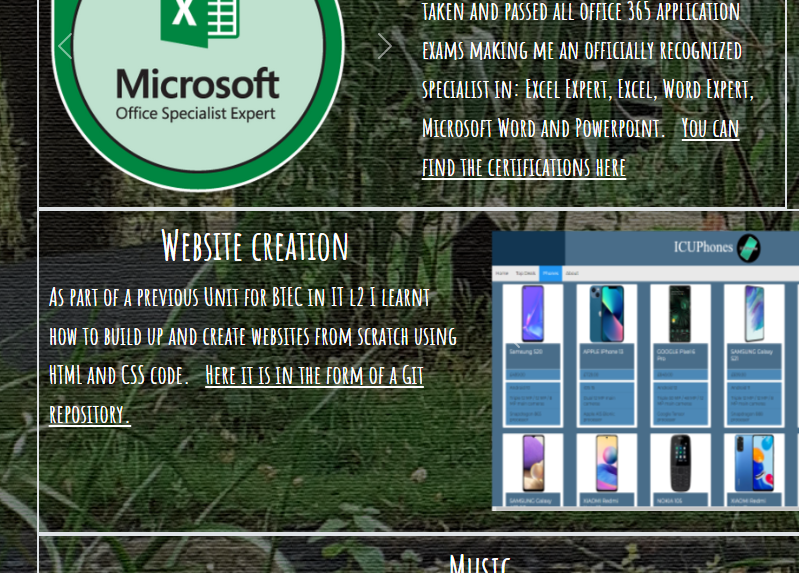 taken and passed all office 365 application
exams making me an officially recognized
specialist in: Excel Expert, Excel, Word Expert,
Microsoft Word and Powerpoint. You can
find the certifications here
X
Microsoft
Office Specialist Expert
Website creation
As part of a previous Unit for BTEC in IT L2 I learnt
how to build up and create websites from scratch using
HTML and CSS code. Here it is in the form of a Git
repository.
ICUPhones
Home Top Deals Phones About
Samsung S20 APPLE iPhone 13 GOOGLE Pixel 6 Pro SAMSUNG Galaxy S21
SAMSUNG Galaxy XIAOMI Redmi NOKIA 105 XIAOMI Redmi
Music